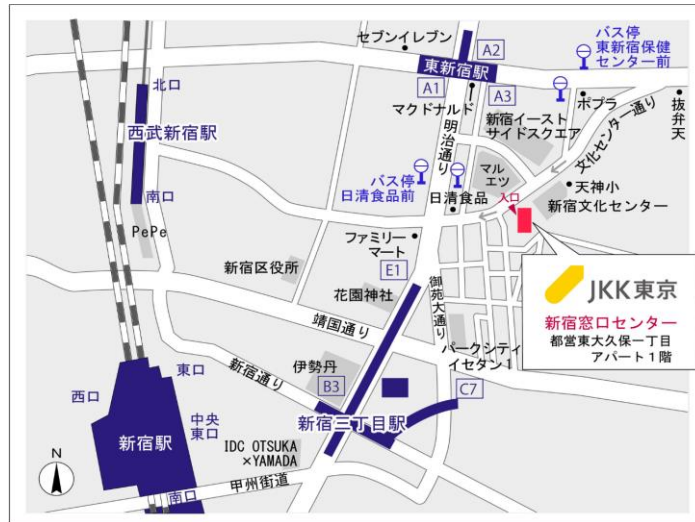 セブンイレブン
A2
バス停
東新宿保健
センター前
東新宿駅
A1
A3
マクドナルド
ポプラ
抜弁天
北口
西武新宿駅
南口
PePe
明治通り
新宿イースト
サイドスクエア
文化センター通り
バス停
日清食品前
マル
エツ
日清食品
入口
天神小
新宿文化センター
ファミリー
マート
E1
新宿区役所
花園神社
御苑大通り
靖国通り
JKK東京
新宿窓口センター
都営東大久保一丁目
アパート1階
新宿通り
伊勢丹
B3
パークシティ
イセタン1
C7
新宿三丁目駅
東口
西口
中央
東口
新宿駅
IDC OTSUKA
×YAMADA
甲州街道
南口
N